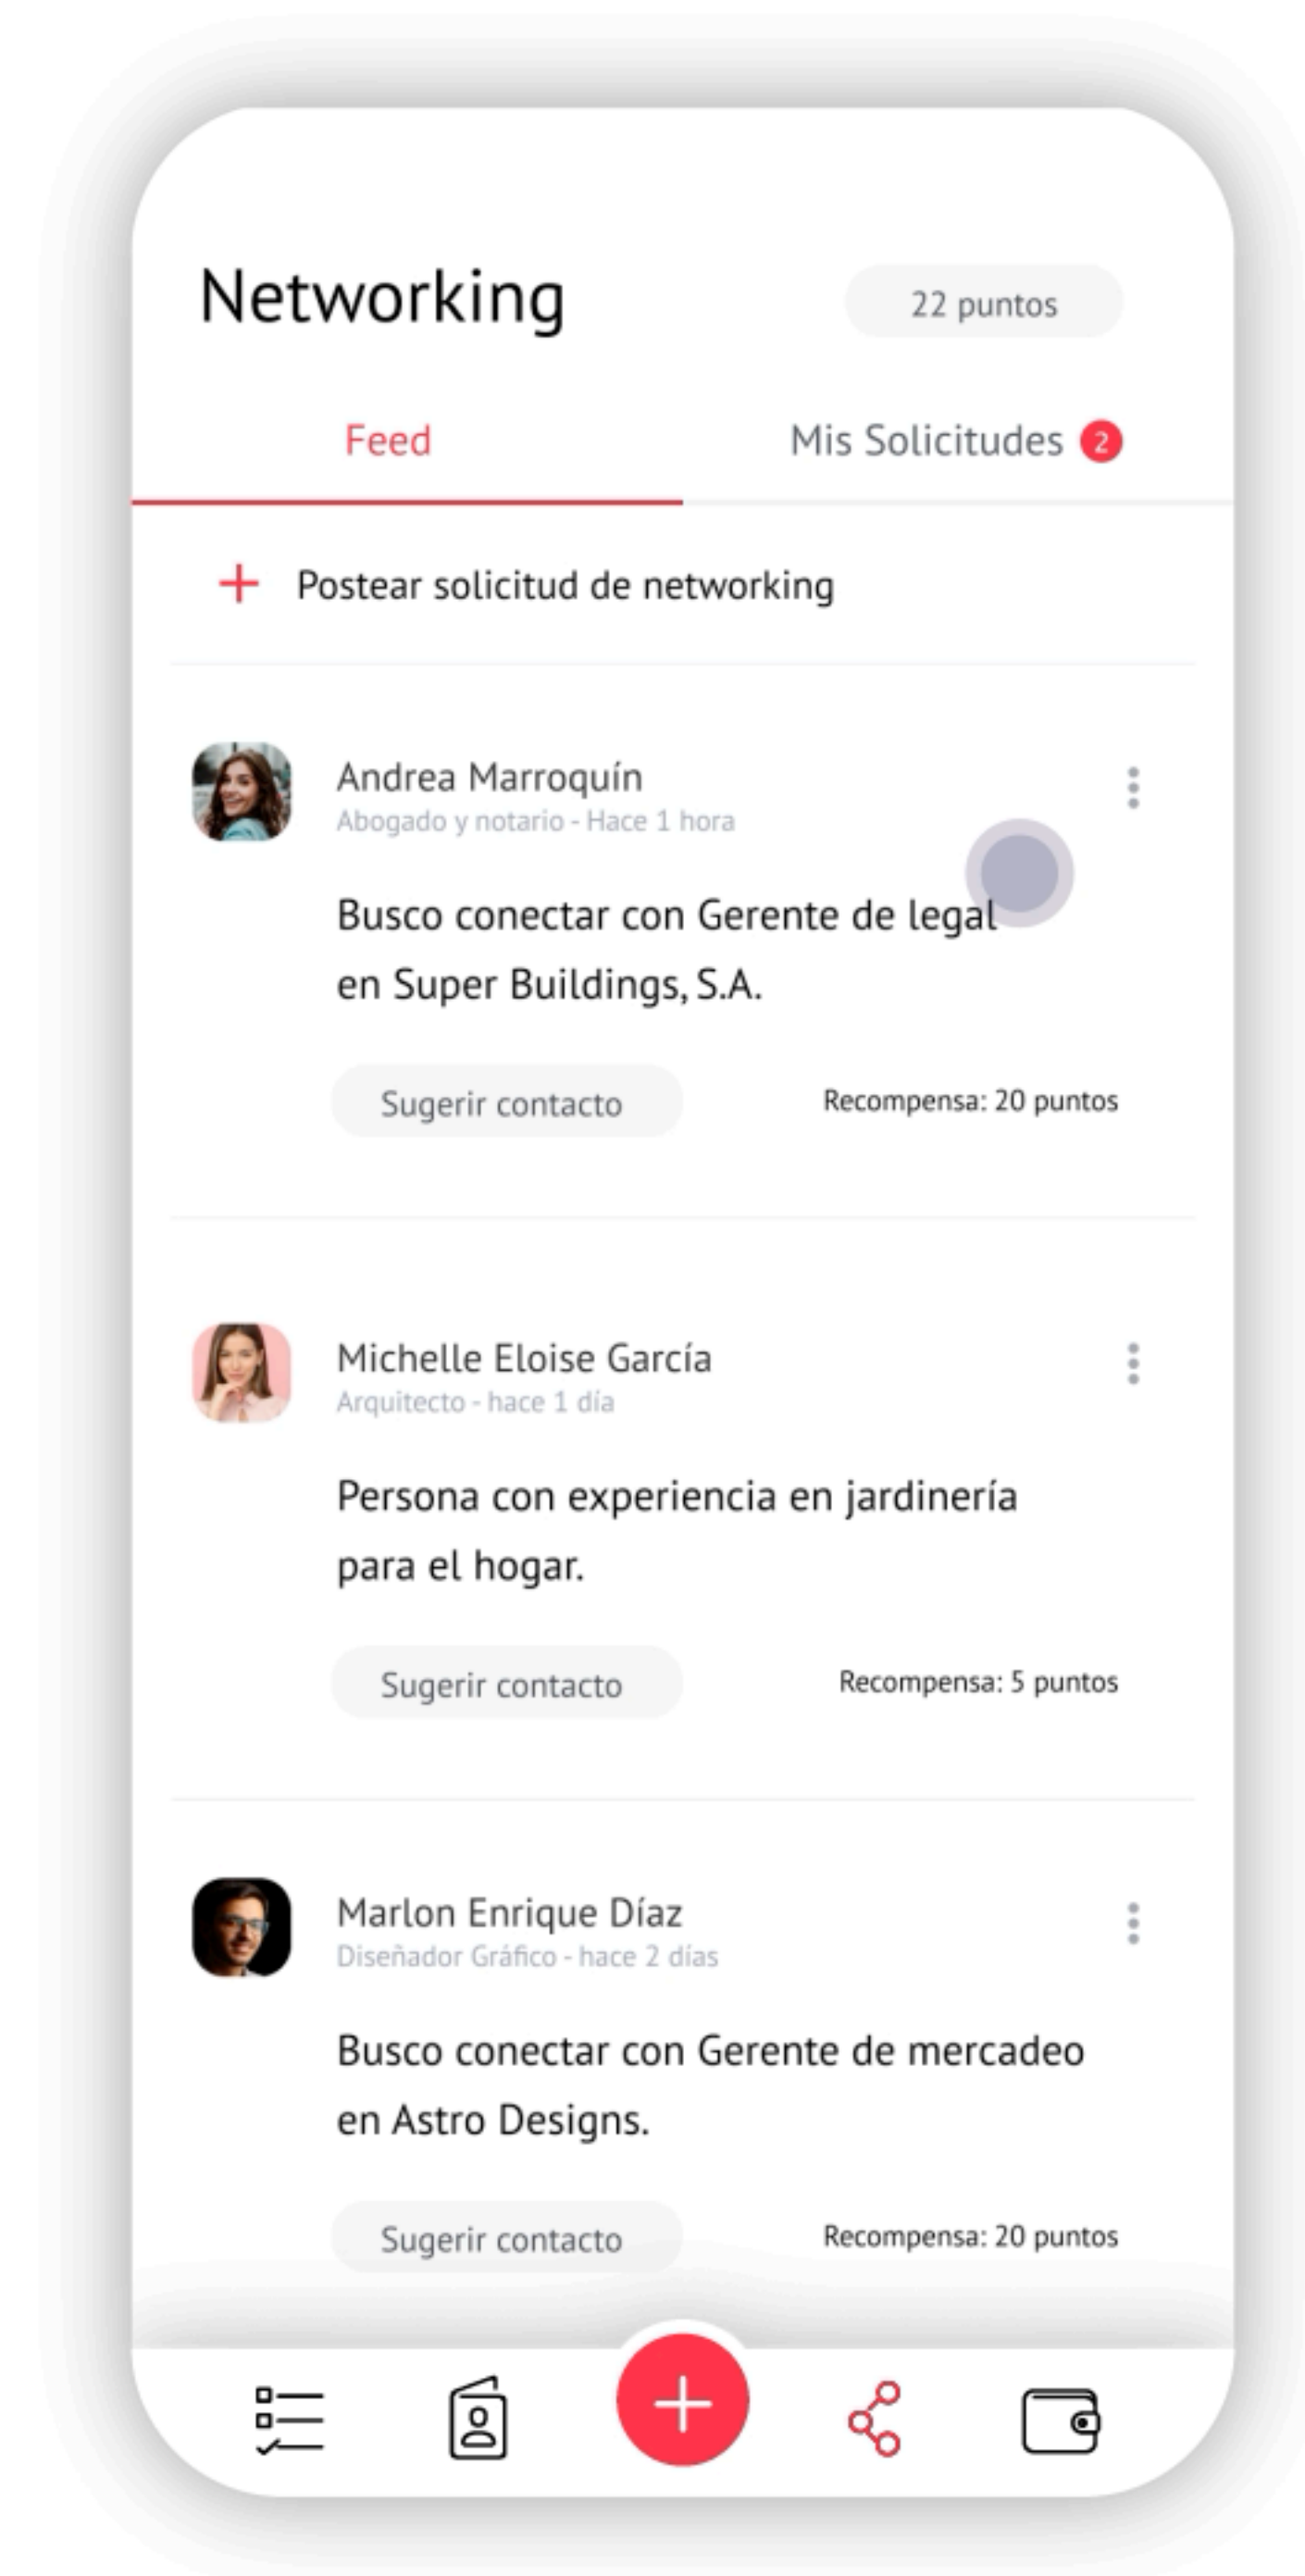 Networking
22 puntos
Feed
Mis Solicitudes 2
Postear solicitud de networking
Andrea Marroquín
Abogado y notario - Hace 1 hora
Busco conectar con Gerente de legal
en Super Buildings, S.A.
Sugerir contacto
Recompensa: 20 puntos
Michelle Eloise García
Arquitecto - hace 1 día
Persona con experiencia en jardinería
para el hogar.
Sugerir contacto
Recompensa: 5 puntos
Marlon Enrique Díaz
Diseñador Gráfico - hace 2 días
Busco conectar con Gerente de mercadeo
en Astro Designs.
Sugerir contacto
Recompensa: 20 puntos